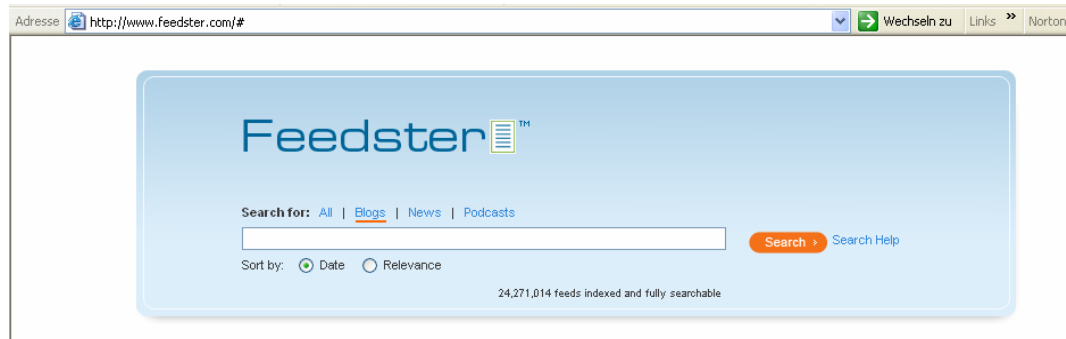 Adresse http://www.feedster.com/# Wechseln zu Links » Norton
Feedster™
Search for: All | Blogs | News | Podcasts
Search › Search Help
Sort by: Date Relevance
24,271,014 feeds indexed and fully searchable